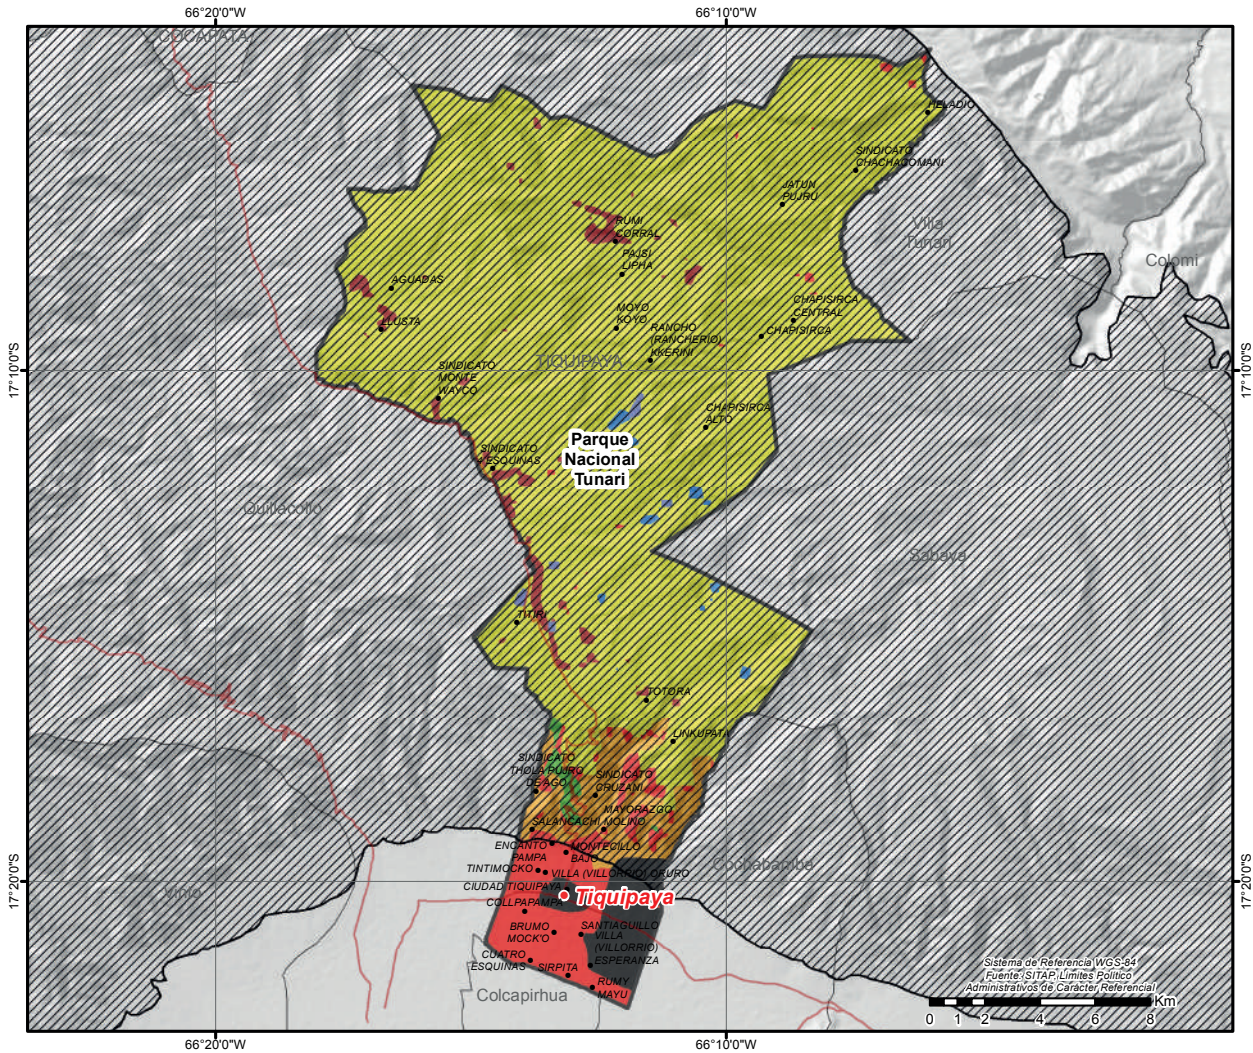 66°20'0"W
66°10'0"W
COCAPATA
HELADIO
SINDICATO
CHACHACOMANI
JATUN
PUJRU
RUMI
CORRAL
Villa
Tunari
PAJSI
LIPHA
Colomi
AGUADAS
CHAPISIRCA
CENTRAL
MOYO
KOYO
LLUSTA
RANCHO
(RANCHERIO)
KKERINI
CHAPISIRCA
TIQUIPAYA
SINDICATO
MONTE
WAYCO
17°10'0"S
17°10'0"S
CHAPISIRCA
ALTO
Parque
Nacional
Tunari
SINDICATO
4 ESQUINAS
Quillacollo
Sabaya
TITIRI
TOTORA
LINKUPATA
SINDICATO
THOLA PUJRO
DE AGO
SINDICATO
CRUZANI
MAYORAZGO
MOLINO
SALANCACHI
ENCANTO
PAMPA
MONTECILLO
BAJO
TINTIMOCKO
VILLA (VILLORRIO) ORURO
Cochabamba
Vinto
CIUDAD TIQUIPAYA
Tiquipaya
17°20'0"S
17°20'0"S
COLLPAPAMPA
BRUMO
MOCK'O
SANTIAGUILLO
VILLA
(VILLORRIO)
ESPERANZA
CUATRO
ESQUINAS
SIRPITA
RUMY
MAYU
Colcapirhua
Sistema de Referencia WGS-84
Fuente: SITAP, Límites Político
Administrativos de Carácter Referencial
Km
0 1 2 4 6 8
66°20'0"W
66°10'0"W